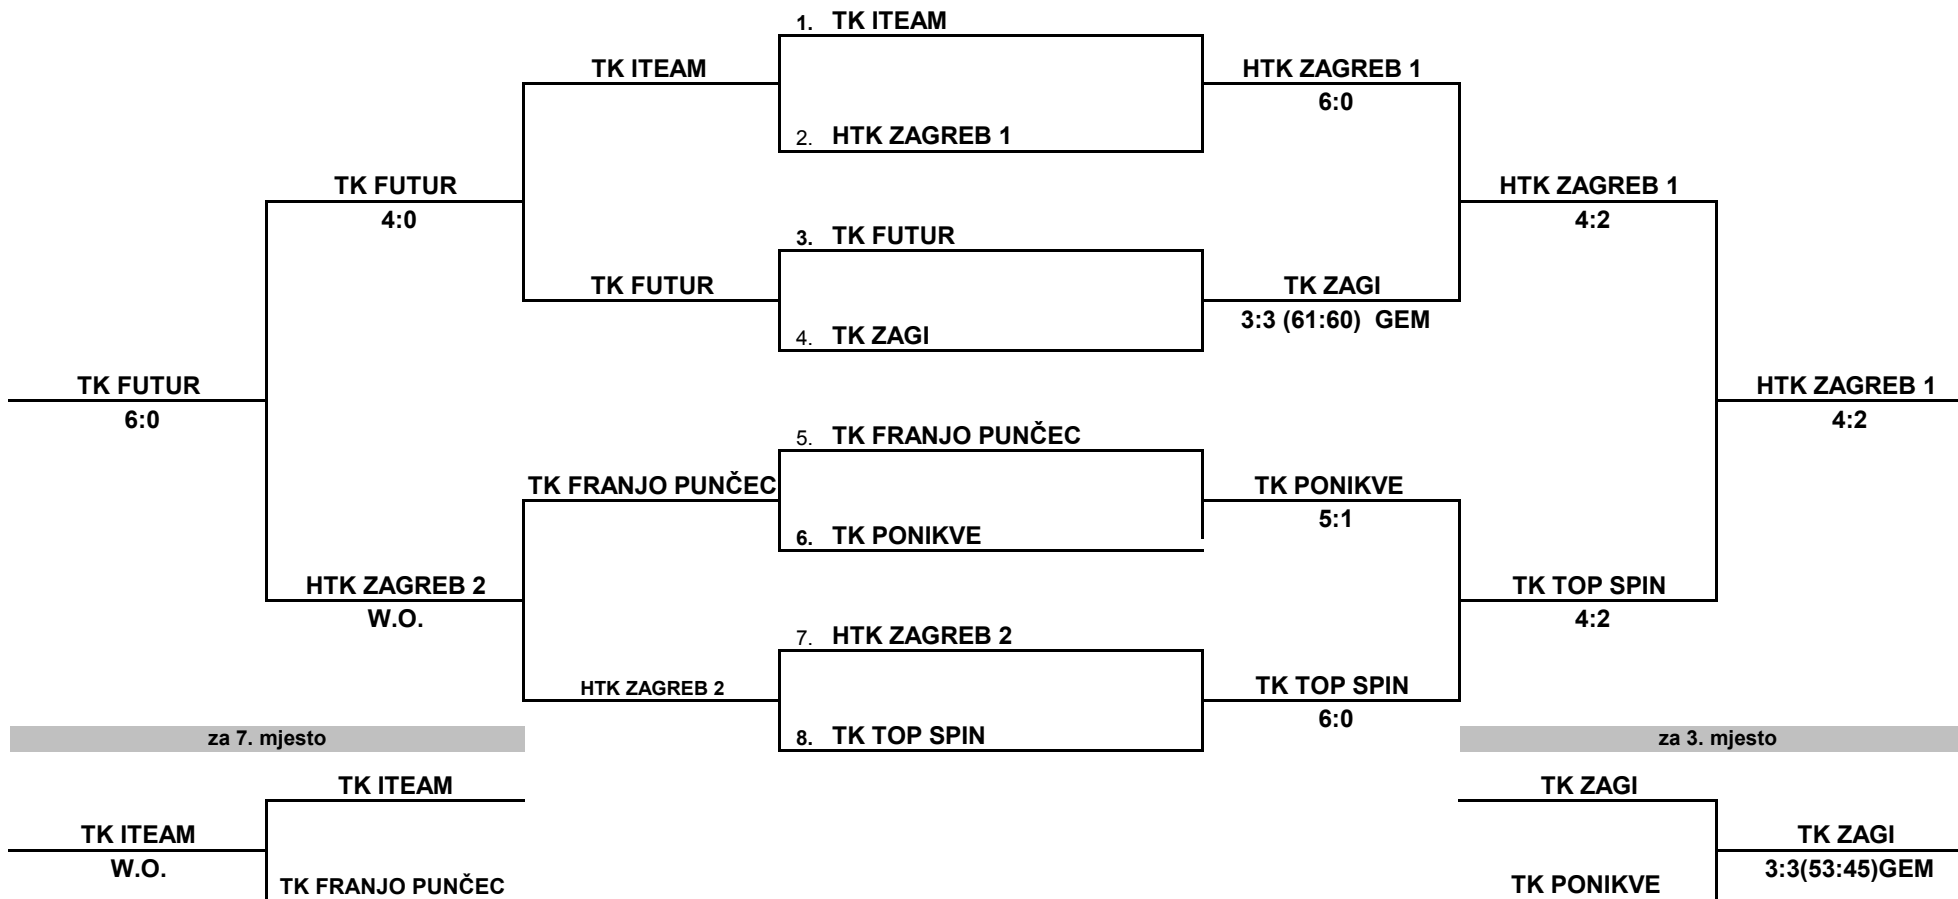 1. TK ITEAM
TK ITEAM
HTK ZAGREB 1
6:0
2. HTK ZAGREB 1
TK FUTUR
4:0
HTK ZAGREB 1
4:2
3. TK FUTUR
TK FUTUR
TK ZAGI
3:3 (61:60) GEM
4. TK ZAGI
TK FUTUR
6:0
HTK ZAGREB 1
4:2
5. TK FRANJO PUNČEC
TK FRANJO PUNČEC
TK PONIKVE
5:1
6. TK PONIKVE
HTK ZAGREB 2
W.O.
TK TOP SPIN
4:2
7. HTK ZAGREB 2
HTK ZAGREB 2
TK TOP SPIN
6:0
8. TK TOP SPIN
za 7. mjesto
za 3. mjesto
TK ITEAM
TK ZAGI
TK ITEAM
W.O.
TK ZAGI
3:3(53:45)GEM
TK FRANJO PUNČEC
TK PONIKVE